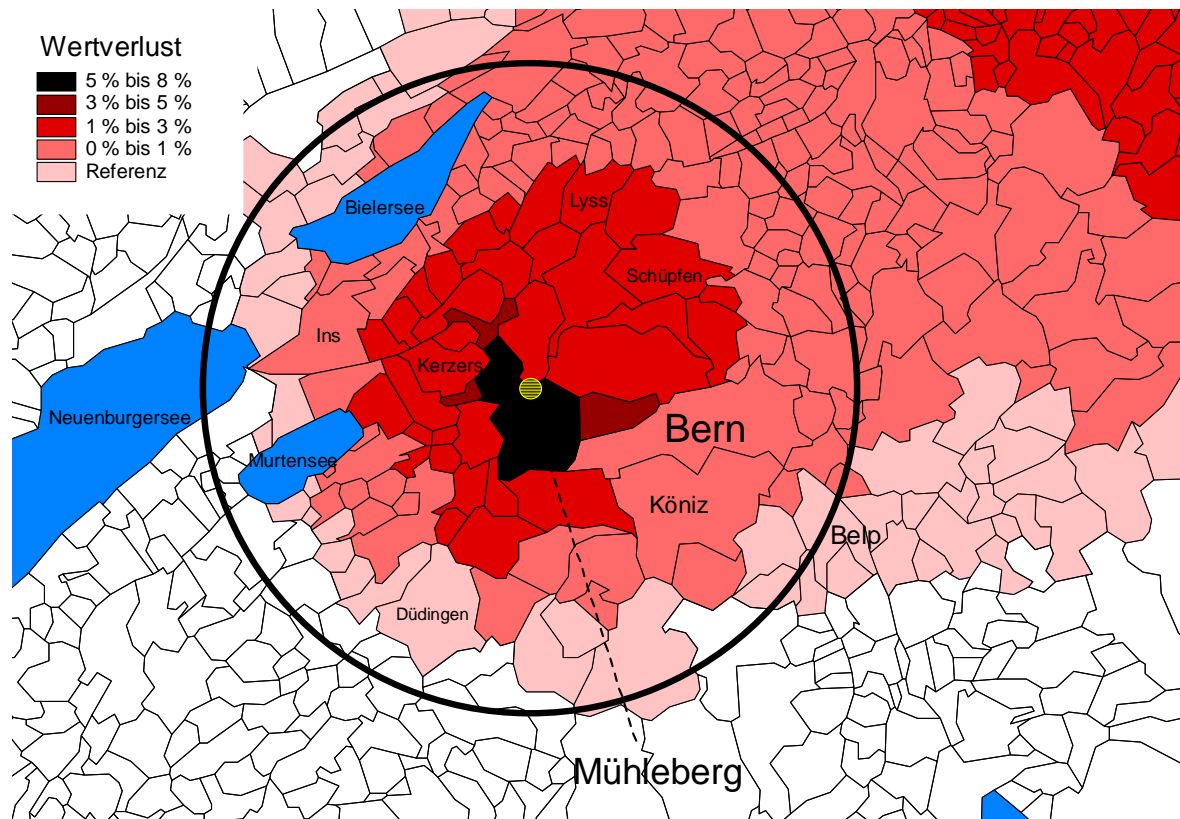 Wertverlust
5 % bis 8 %
3 % bis 5 %
1 % bis 3 %
0 % bis 1 %
Referenz
Bielersee
Lyss
Schüpfen
Ins
Kerzers
Neuenburgersee
Bern
Murtensee
Köniz
Belp
Düdingen
Mühleberg